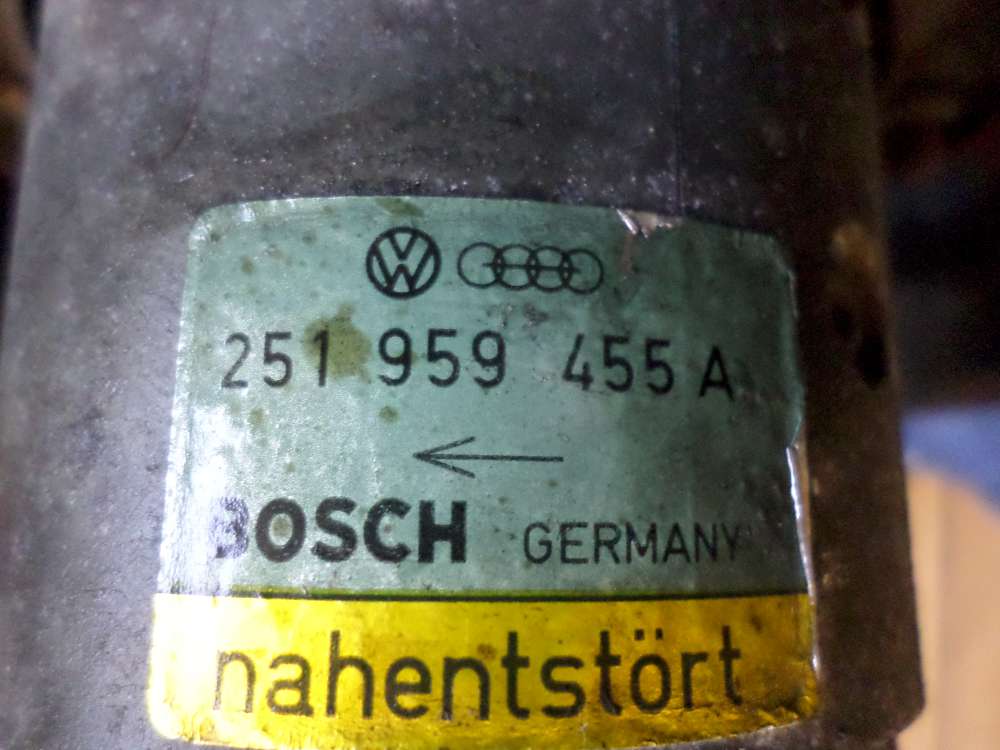 251 959 455 A
BOSCH GERMANY
nahentstört